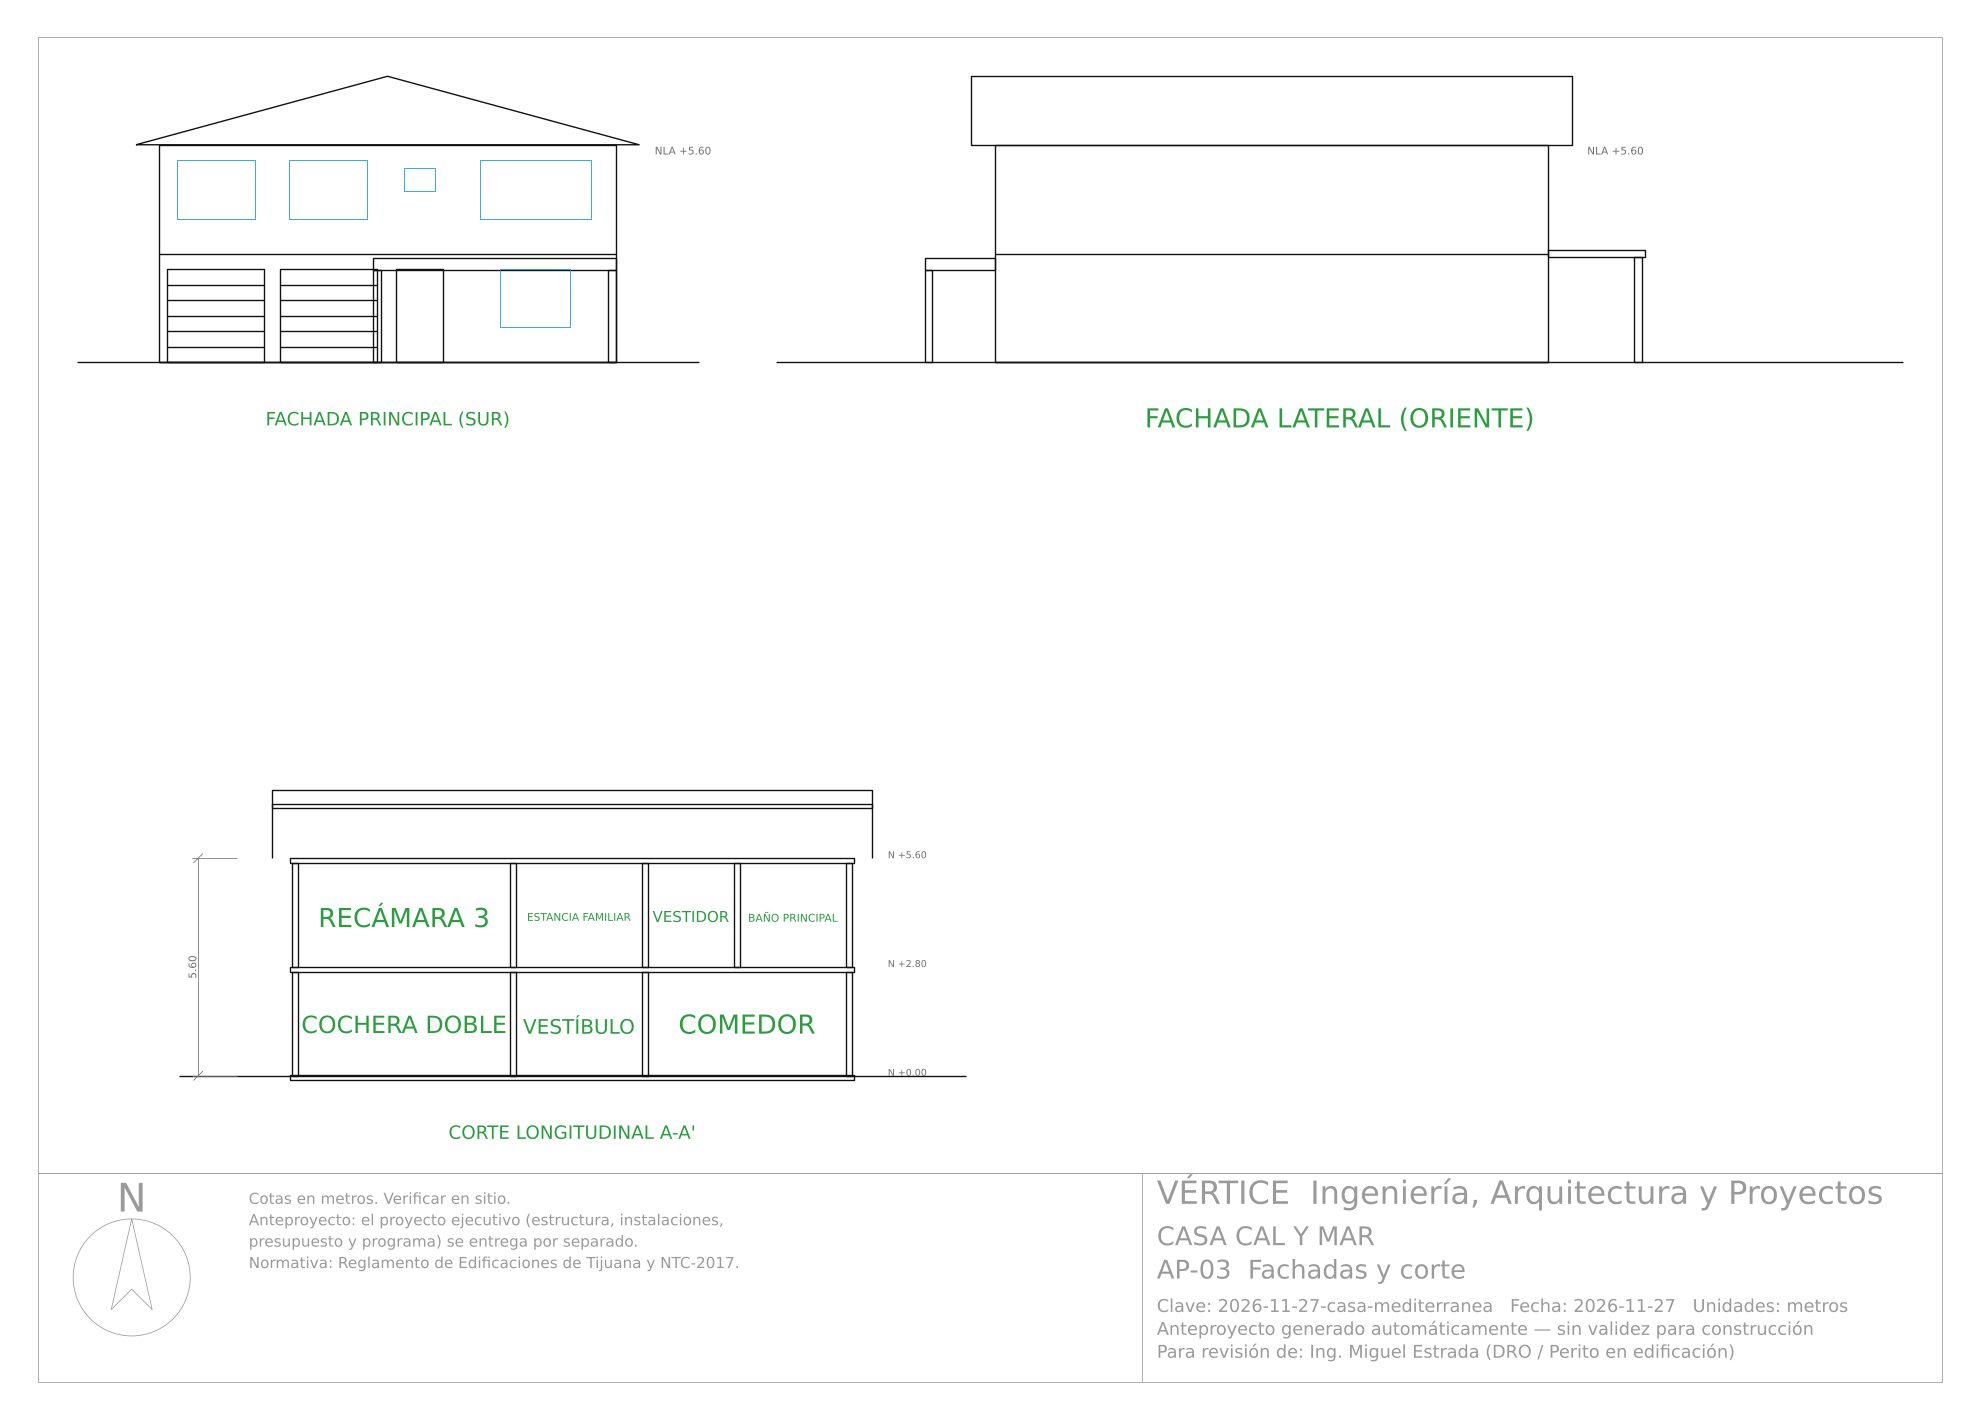 NLA +5.60
NLA +5.60
FACHADA PRINCIPAL (SUR)
FACHADA LATERAL (ORIENTE)
N +5.60
RECÁMARA 3
ESTANCIA FAMILIAR
VESTIDOR
BAÑO PRINCIPAL
5.60
N +2.80
COCHERA DOBLE
VESTÍBULO
COMEDOR
N +0.00
CORTE LONGITUDINAL A-A'
N
Cotas en metros. Verificar en sitio.
Anteproyecto: el proyecto ejecutivo (estructura, instalaciones,
presupuesto y programa) se entrega por separado.
Normativa: Reglamento de Edificaciones de Tijuana y NTC-2017.
VÉRTICE Ingeniería, Arquitectura y Proyectos
CASA CAL Y MAR
AP-03 Fachadas y corte
Clave: 2026-11-27-casa-mediterranea Fecha: 2026-11-27 Unidades: metros
Anteproyecto generado automáticamente — sin validez para construcción
Para revisión de: Ing. Miguel Estrada (DRO / Perito en edificación)